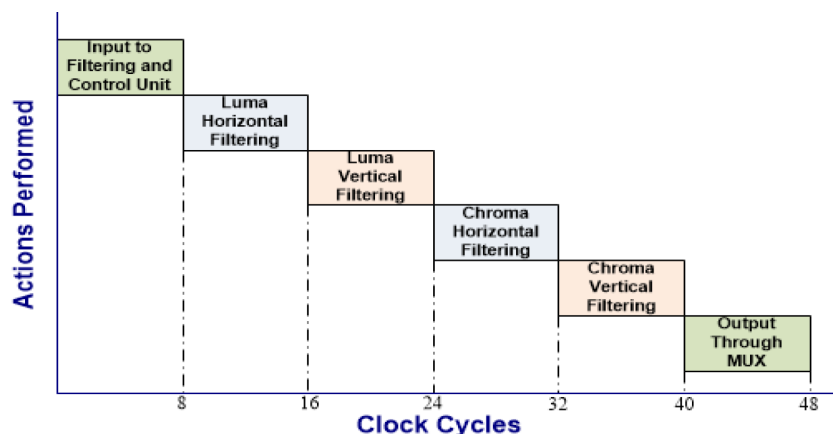 Actions Performed
Input to
Filtering and
Control Unit
Luma
Horizontal
Filtering
Luma
Vertical
Filtering
Chroma
Horizontal
Filtering
Chroma
Vertical
Filtering
Output
Through
MUX
8 16 24 32 40 48
Clock Cycles